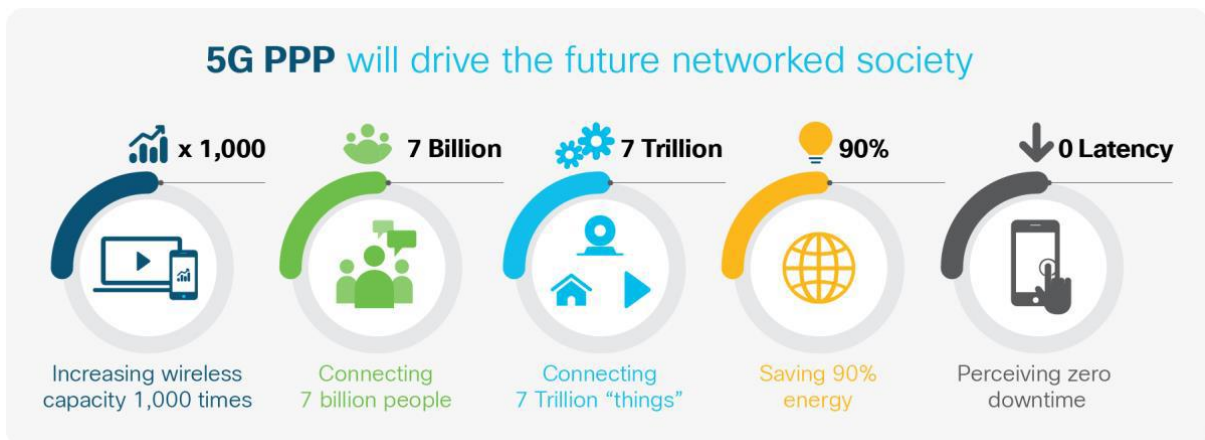 5G PPP will drive the future networked society
x 1,000
7 Billion
7 Trillion
90%
0 Latency
Increasing wireless
capacity 1,000 times
Connecting
7 billion people
Connecting
7 Trillion “things”
Saving 90%
energy
Perceiving zero
downtime